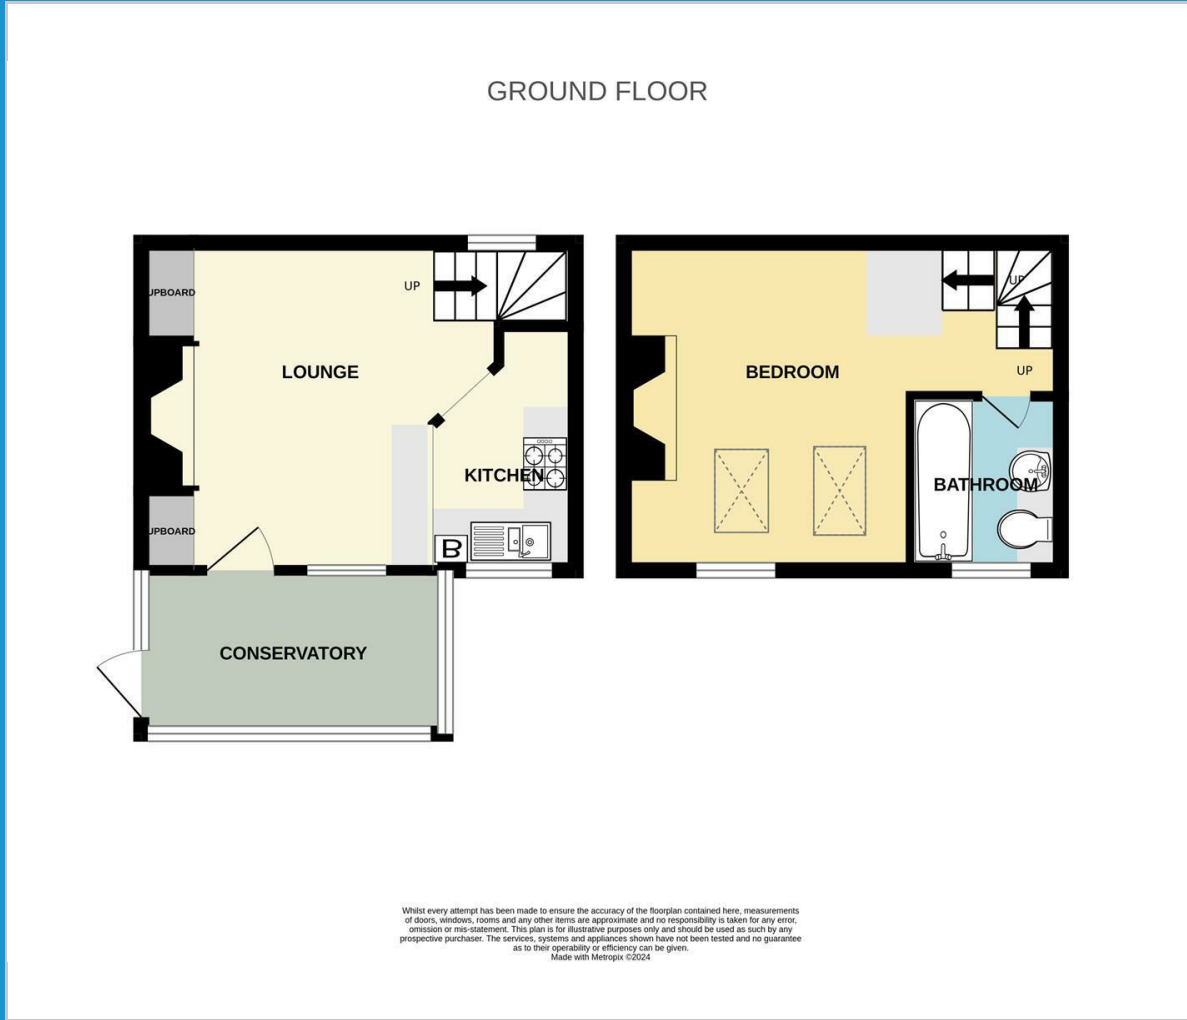 GROUND FLOOR
UPBOARD
UP
LOUNGE
KITCHEN
UPBOARD
B
CONSERVATORY
UP
BEDROOM
UP
BATHROOM
Whilst every attempt has been made to ensure the accuracy of the floorplan contained here, measurements
of doors, windows, rooms and any other items are approximate and no responsibility is taken for any error,
omission or mis-statement. This plan is for illustrative purposes only and should be used as such by any
prospective purchaser. The services, systems and appliances shown have not been tested and no guarantee
as to their operability or efficiency can be given.
Made with Metropix ©2024